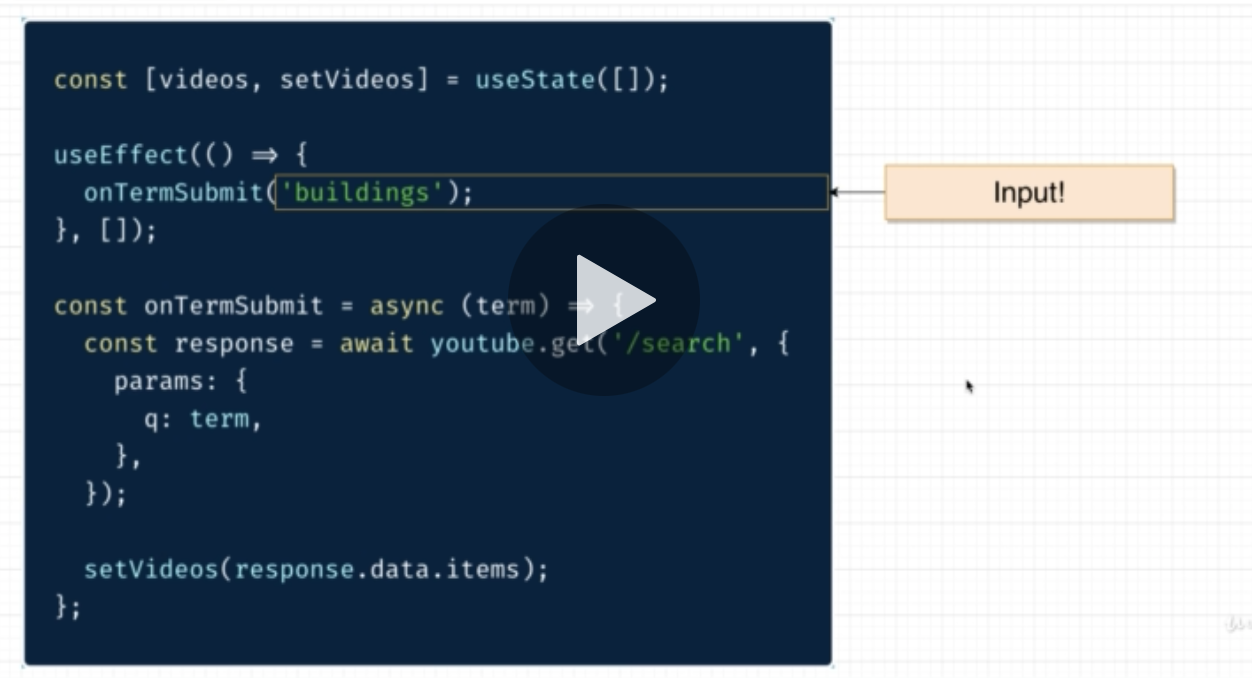 const [videos, setVideos] = useState([]);
useEffect(() => {
onTermSubmit('buildings');
}, []);
const onTermSubmit = async (term) => {
const response = await youtube.get('/search', {
params: {
q: term,
},
});
setVideos(response.data.items);
};
Input!